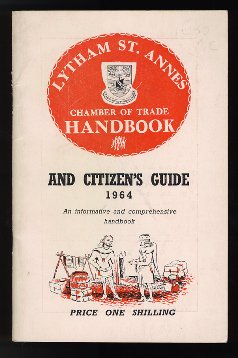 LYTHAM ST. ANNES
CHAMBER OF TRADE
HANDBOOK
AND CITIZEN'S GUIDE
1964
An informative and comprehensive
handbook
PRICE ONE SHILLING